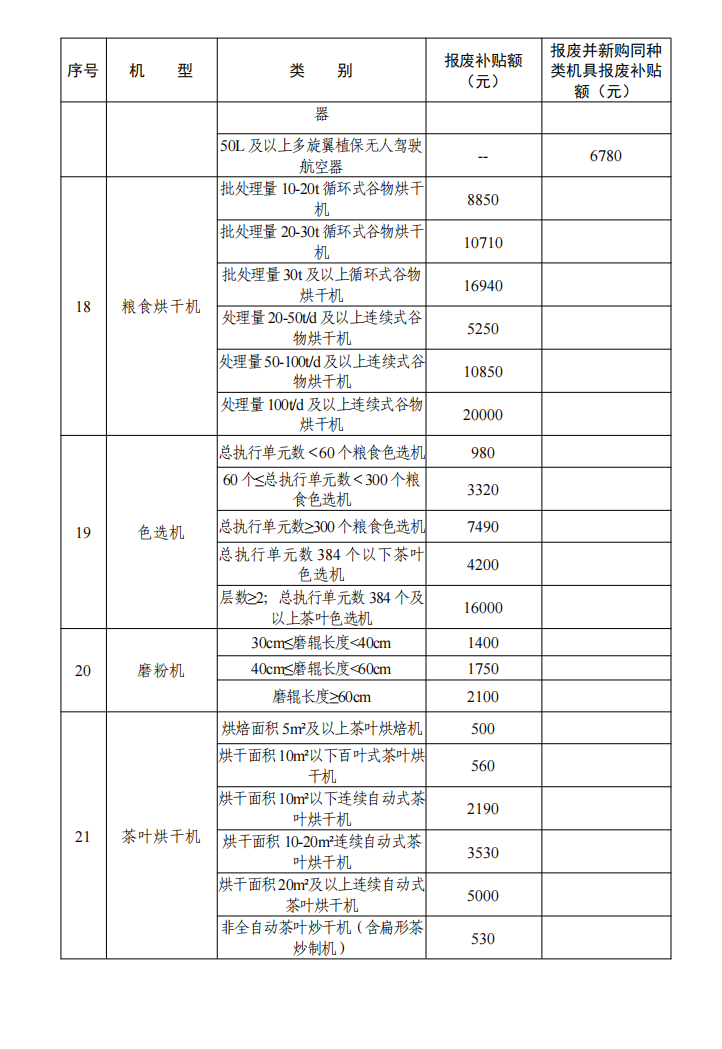 序号
机　　型
类　　别
报废补贴额
（元）
报废并新购同种
类机具报废补贴
额（元）
器
50L 及以上多旋翼植保无人驾驶
航空器
--
6780
18
粮食烘干机
批处理量 10-20t 循环式谷物烘干
机
8850
批处理量 20-30t 循环式谷物烘干
机
10710
批处理量 30t 及以上循环式谷物
烘干机
16940
处理量 20-50t/d 及以上连续式谷
物烘干机
5250
处理量 50-100t/d 及以上连续式谷
物烘干机
10850
处理量 100t/d 及以上连续式谷物
烘干机
20000
19
色选机
总执行单元数＜60 个粮食色选机
980
60 个≤总执行单元数＜300 个粮
食色选机
3320
总执行单元数≥300 个粮食色选机
7490
总执行单元数 384 个以下茶叶
色选机
4200
层数≥2；总执行单元数 384 个及
以上茶叶色选机
16000
20
磨粉机
30cm≤磨辊长度<40cm
1400
40cm≤磨辊长度<60cm
1750
磨辊长度≥60cm
2100
21
茶叶烘干机
烘焙面积 5m²及以上茶叶烘焙机
500
烘干面积 10m²以下百叶式茶叶烘
干机
560
烘干面积 10m²以下连续自动式茶
叶烘干机
2190
烘干面积 10-20m²连续自动式茶
叶烘干机
3530
烘干面积 20m²及以上连续自动式
茶叶烘干机
5000
非全自动茶叶炒干机（含扁形茶
炒制机）
530